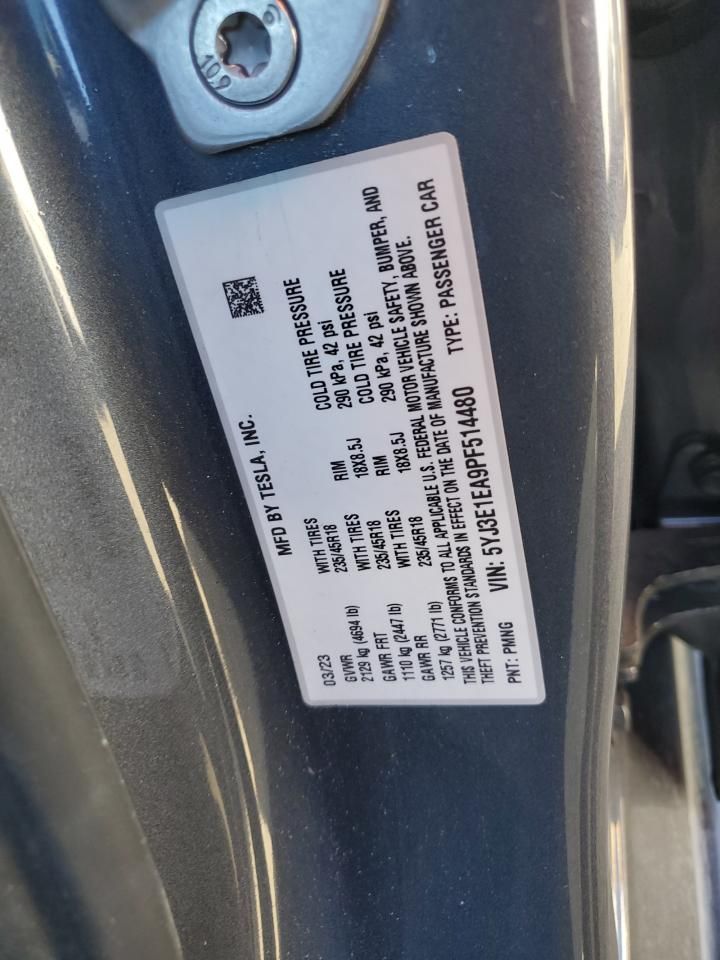 10.9
MFD BY TESLA, INC.
03/23
GVWR WITH TIRES RIM COLD TIRE PRESSURE
2129 kg (4694 lb) 235/45R18 18X8.5J 290 kPa, 42 psi
GAWR FRT WITH TIRES RIM COLD TIRE PRESSURE
1110 kg (2447 lb) 235/45R18 18X8.5J 290 kPa, 42 psi
GAWR RR WITH TIRES
1257 kg (2771 lb) 235/45R18
THIS VEHICLE CONFORMS TO ALL APPLICABLE U.S. FEDERAL MOTOR VEHICLE SAFETY, BUMPER, AND
THEFT PREVENTION STANDARDS IN EFFECT ON THE DATE OF MANUFACTURE SHOWN ABOVE.
PNT: PMNG VIN: 5YJ3E1EA9PF514480 TYPE: PASSENGER CAR